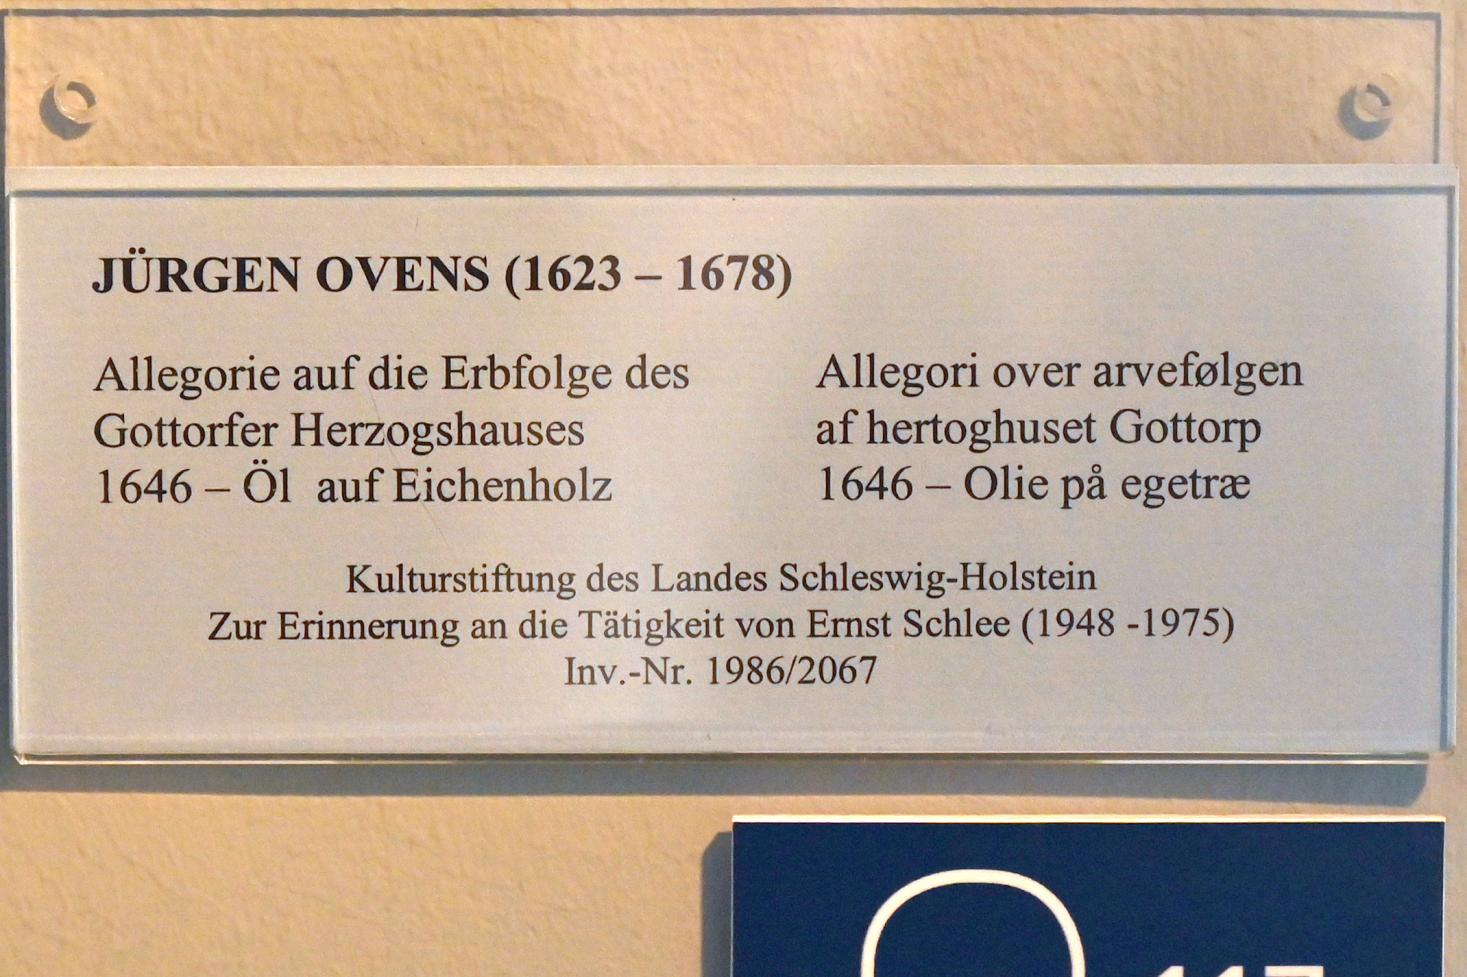 JÜRGEN OVENS (1623 – 1678)
Allegorie auf die Erbfolge des
Gottorfer Herzogshauses
1646 – Öl auf Eichenholz
Allegori over arvefølgen
af hertoghuset Gottorp
1646 – Olie på egetræ
Kulturstiftung des Landes Schleswig-Holstein
Zur Erinnerung an die Tätigkeit von Ernst Schlee (1948 -1975)
Inv.-Nr. 1986/2067